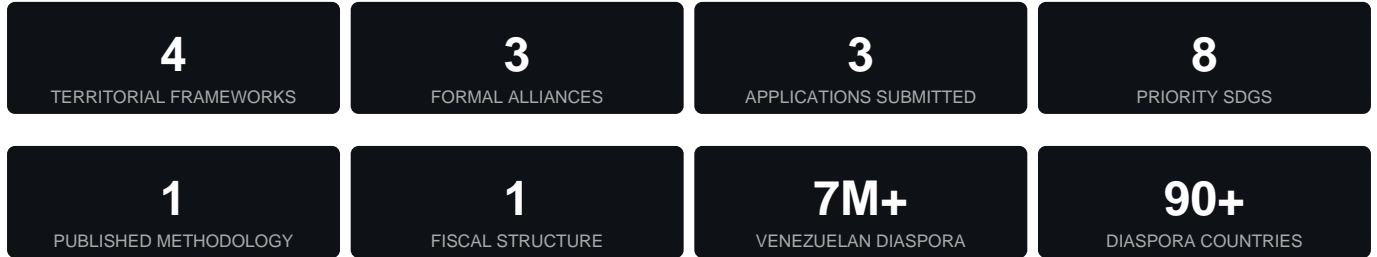 4 3 3 8
TERRITORIAL FRAMEWORKS FORMAL ALLIANCES APPLICATIONS SUBMITTED PRIORITY SDGS
1 1 7M+ 90+
PUBLISHED METHODOLOGY FISCAL STRUCTURE VENEZUELAN DIASPORA DIASPORA COUNTRIES